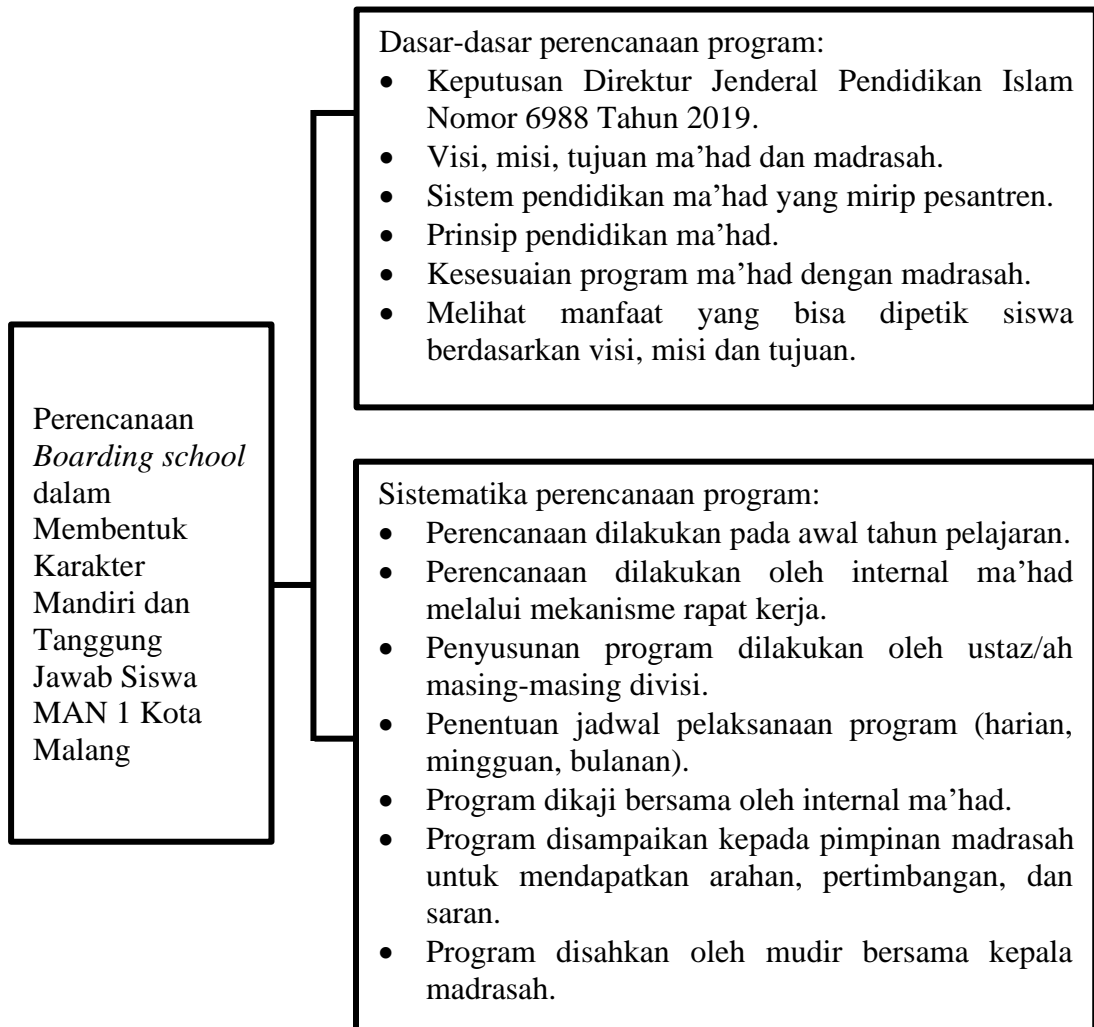 Dasar-dasar perencanaan program:
• Keputusan Direktur Jenderal Pendidikan Islam
Nomor 6988 Tahun 2019.
• Visi, misi, tujuan ma’had dan madrasah.
• Sistem pendidikan ma’had yang mirip pesantren.
• Prinsip pendidikan ma’had.
• Kesesuaian program ma’had dengan madrasah.
• Melihat manfaat yang bisa dipetik siswa
berdasarkan visi, misi dan tujuan.
Perencanaan
Boarding school
dalam
Membentuk
Karakter
Mandiri dan
Tanggung
Jawab Siswa
MAN 1 Kota
Malang
Sistematika perencanaan program:
• Perencanaan dilakukan pada awal tahun pelajaran.
• Perencanaan dilakukan oleh internal ma’had
melalui mekanisme rapat kerja.
• Penyusunan program dilakukan oleh ustaz/ah
masing-masing divisi.
• Penentuan jadwal pelaksanaan program (harian,
mingguan, bulanan).
• Program dikaji bersama oleh internal ma’had.
• Program disampaikan kepada pimpinan madrasah
untuk mendapatkan arahan, pertimbangan, dan
saran.
• Program disahkan oleh mudir bersama kepala
madrasah.